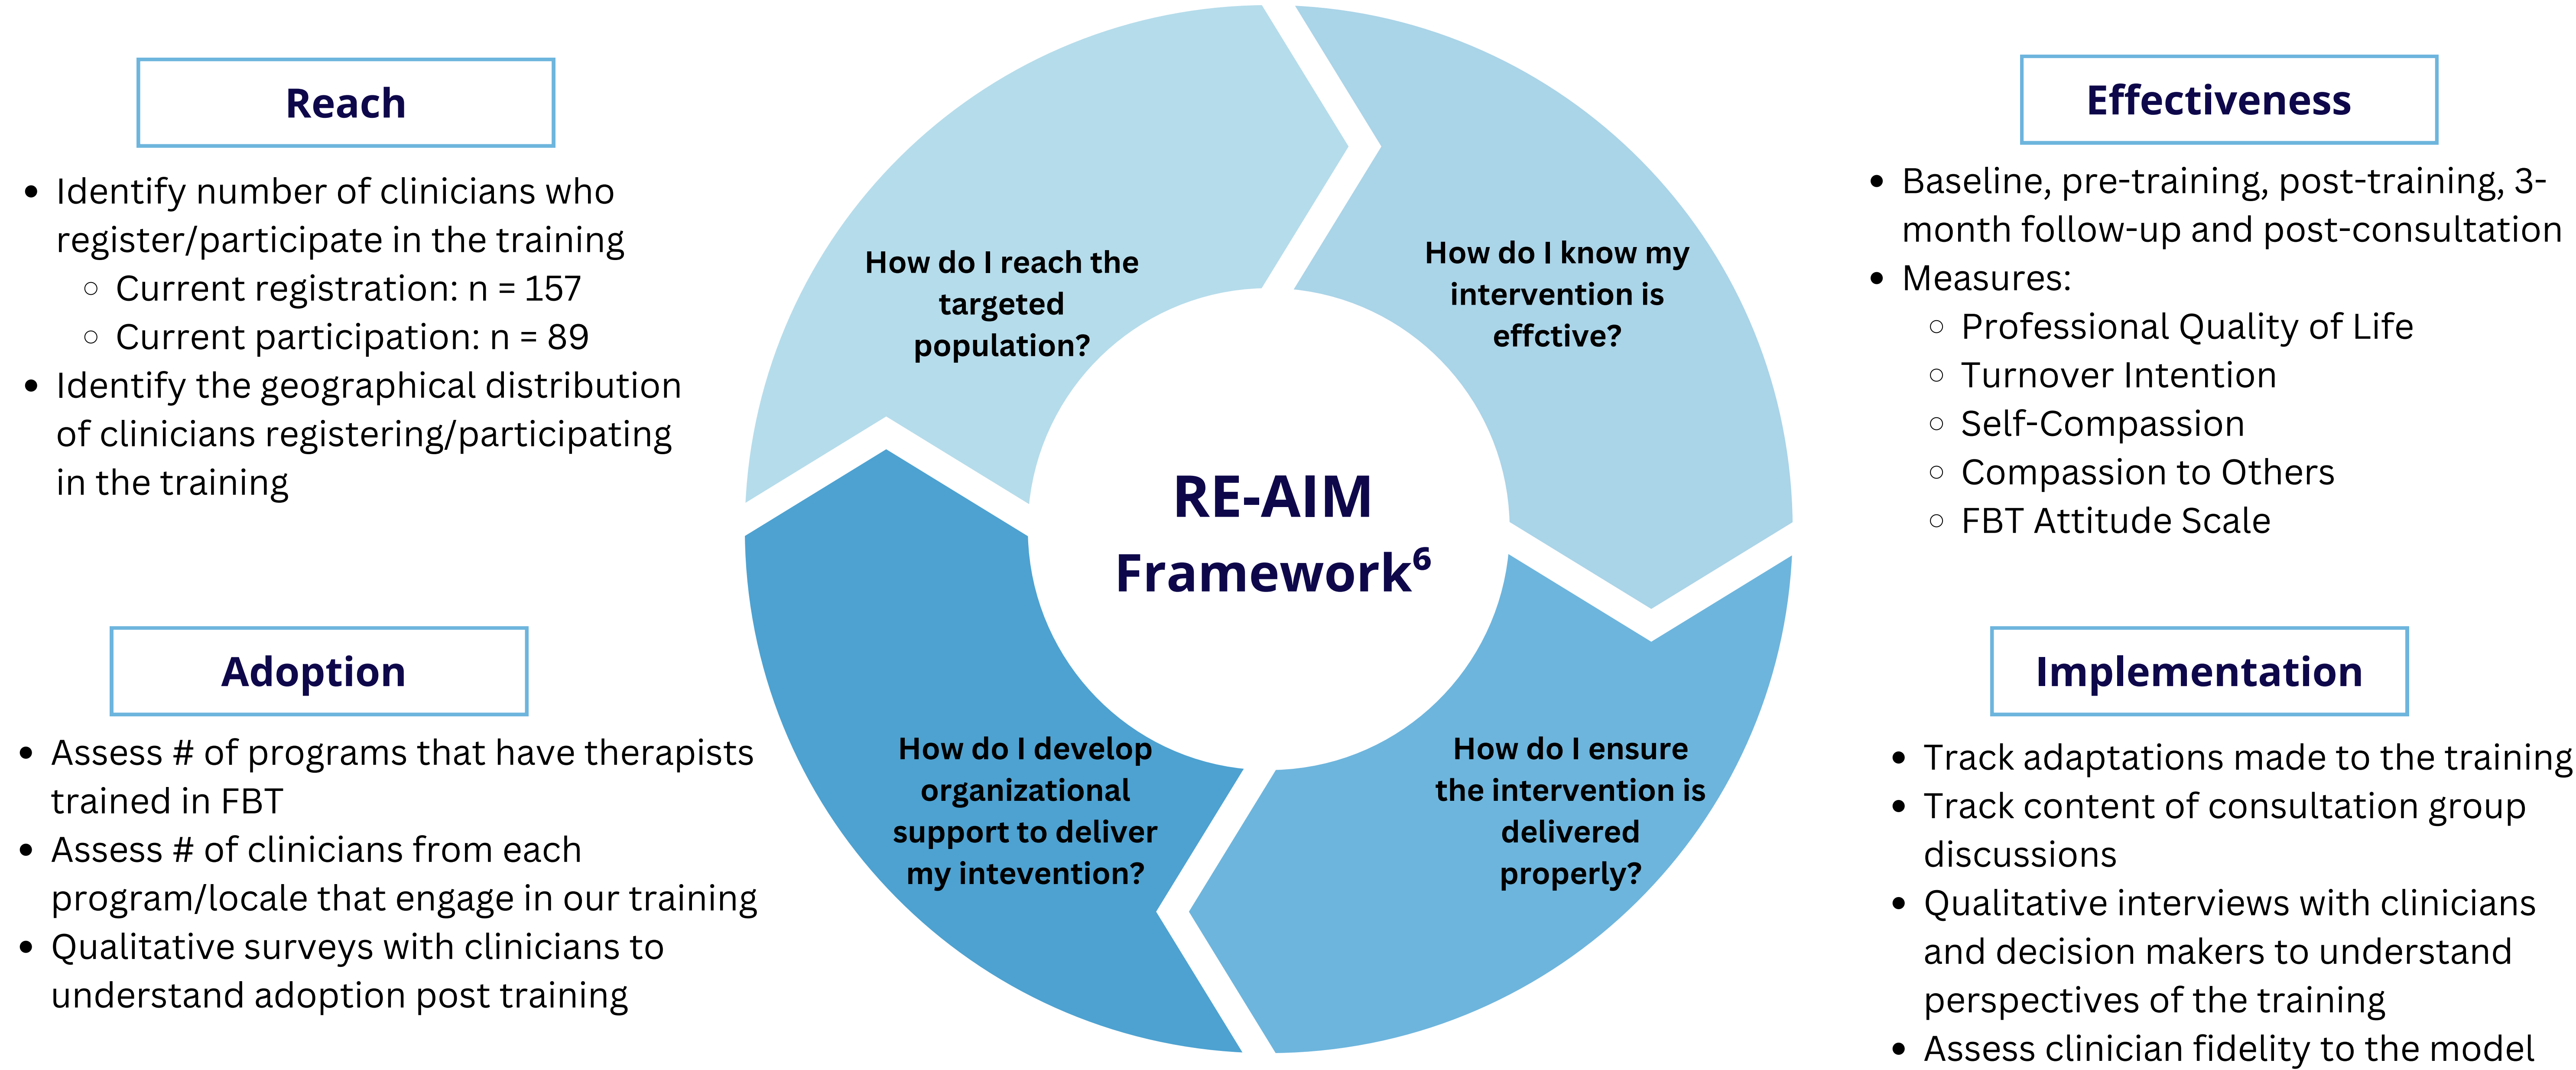 Reach
• Identify number of clinicians who
register/participate in the training
○ Current registration: n = 157
○ Current participation: n = 89
• Identify the geographical distribution
of clinicians registering/participating
in the training
How do I reach the
targeted
population?
How do I know my
intervention is
effctive?
Effectiveness
• Baseline, pre-training, post-training, 3-
month follow-up and post-consultation
• Measures:
○ Professional Quality of Life
○ Turnover Intention
○ Self-Compassion
○ Compassion to Others
○ FBT Attitude Scale
RE-AIM
Framework⁶
Adoption
• Assess # of programs that have therapists
trained in FBT
• Assess # of clinicians from each
program/locale that engage in our training
• Qualitative surveys with clinicians to
understand adoption post training
How do I develop
organizational
support to deliver
my intevention?
How do I ensure
the intervention is
delivered
properly?
Implementation
• Track adaptations made to the training
• Track content of consultation group
discussions
• Qualitative interviews with clinicians
and decision makers to understand
perspectives of the training
• Assess clinician fidelity to the model